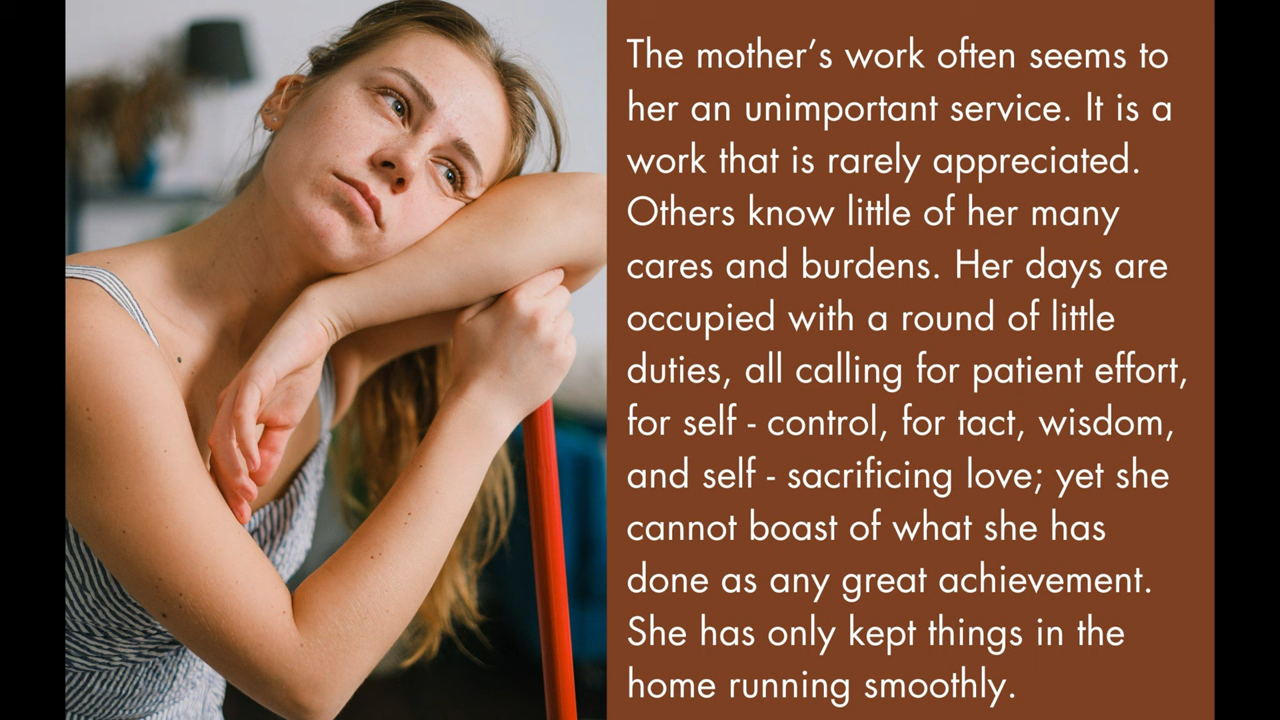 The mother’s work often seems to
her an unimportant service. It is a
work that is rarely appreciated.
Others know little of her many
cares and burdens. Her days are
occupied with a round of little
duties, all calling for patient effort,
for self - control, for tact, wisdom,
and self - sacrificing love; yet she
cannot boast of what she has
done as any great achievement.
She has only kept things in the
home running smoothly.